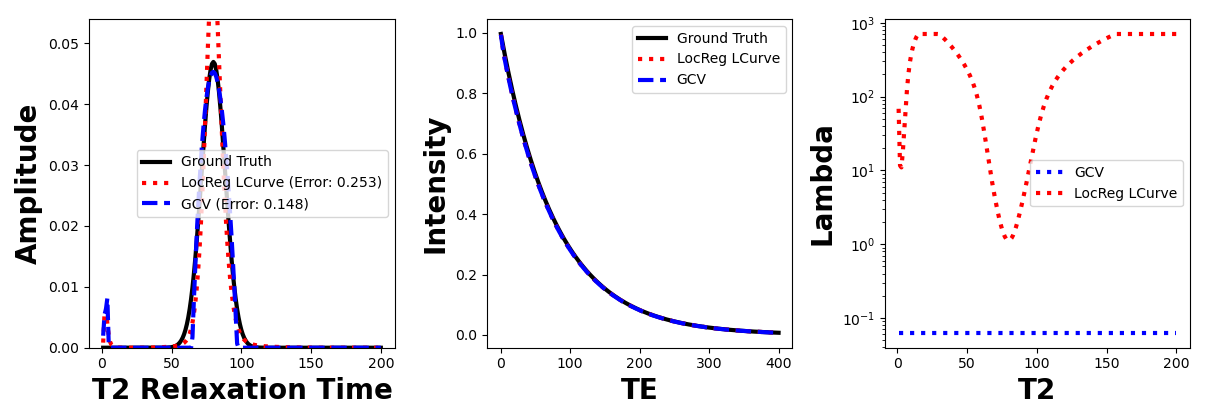 0.05
0.04
0.03
0.02
0.01
0.00
0
50
100
150
200
Amplitude
T2 Relaxation Time
Ground Truth
LocReg LCurve (Error: 0.253)
GCV (Error: 0.148)
1.0
0.8
0.6
0.4
0.2
0.0
0
100
200
300
400
Intensity
TE
Ground Truth
LocReg LCurve
GCV
10³
10²
10¹
10⁰
10⁻¹
0
50
100
150
200
Lambda
T2
GCV
LocReg LCurve